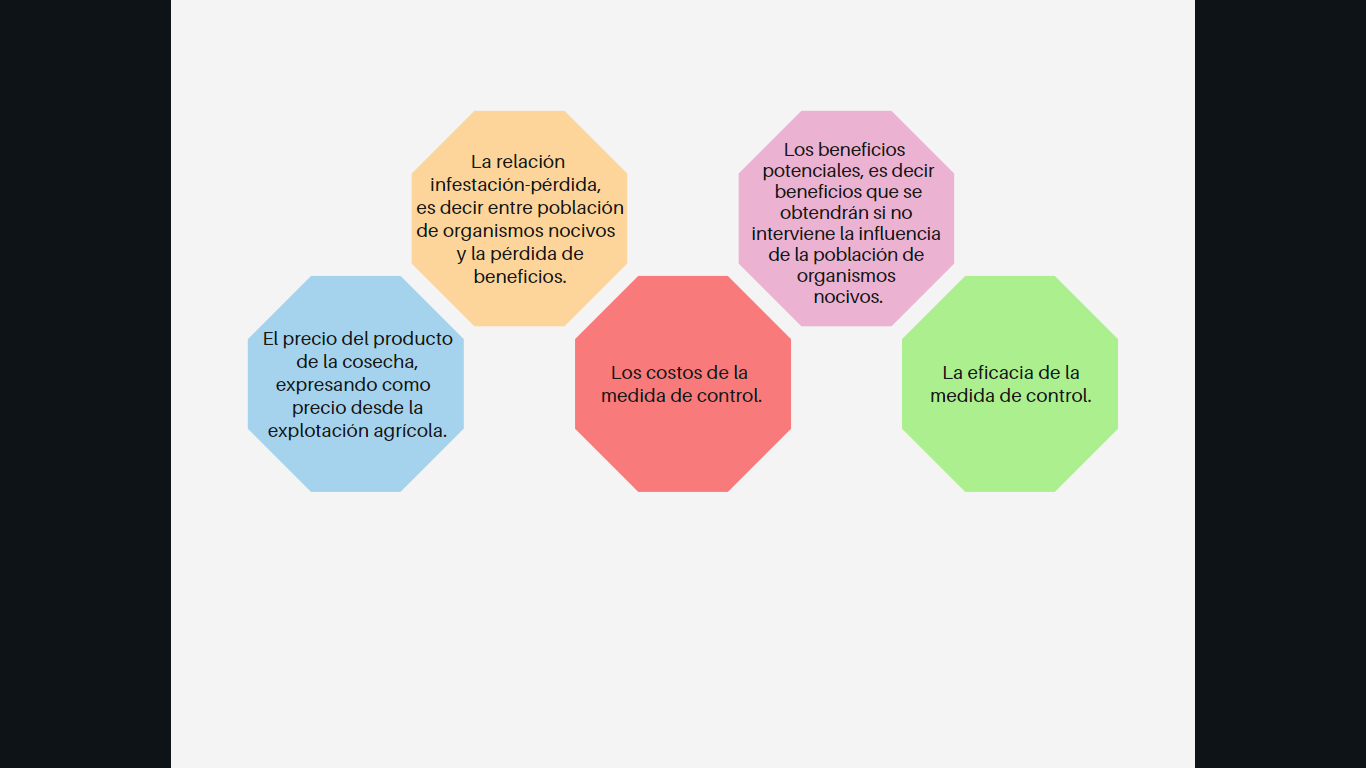 La relación
infestación-pérdida,
es decir entre población
de organismos nocivos
y la pérdida de
beneficios.
Los beneficios
potenciales, es decir
beneficios que se
obtendrán si no
interviene la influencia
de la población de
organismos
nocivos.
El precio del producto
de la cosecha,
expresando como
precio desde la
explotación agrícola.
Los costos de la
medida de control.
La eficacia de la
medida de control.